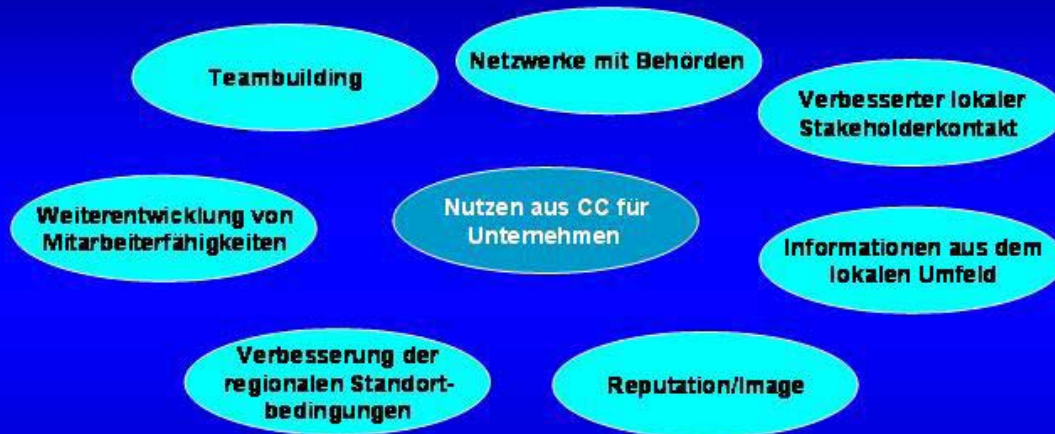 Teambuilding
Netzwerke mit Behörden
Verbesserter lokaler
Stakeholderkontakt
Weiterentwicklung von
Mitarbeiterfähigkeiten
Nutzen aus CC für
Unternehmen
Informationen aus dem
lokalen Umfeld
Verbesserung der
regionalen Standort-
bedingungen
Reputation/Image